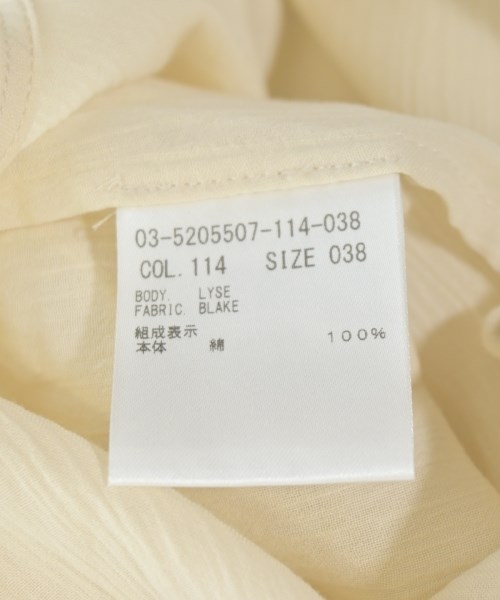 03-5205507-114-038
COL. 114 SIZE 038
BODY. LYSE
FABRIC. BLAKE
組成表示
本体 綿 100%